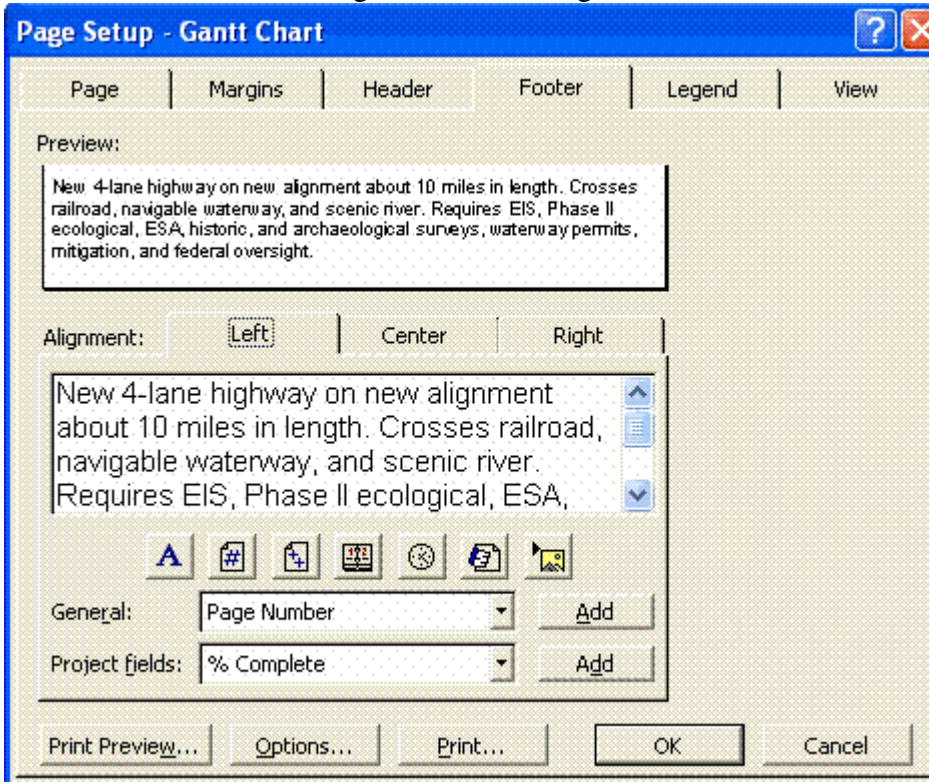 Page Setup - Gantt Chart
Page Margins Header Footer Legend View
Preview:
New 4-lane highway on new alignment about 10 miles in length. Crosses
railroad, navigable waterway, and scenic river. Requires EIS, Phase II
ecological, ESA, historic, and archaeological surveys, waterway permits,
mitigation, and federal oversight.
Alignment: Left Center Right
New 4-lane highway on new alignment
about 10 miles in length. Crosses railroad,
navigable waterway, and scenic river.
Requires EIS, Phase II ecological, ESA,
General: Page Number Add
Project fields: % Complete Add
Print Preview... Options... Print... OK Cancel